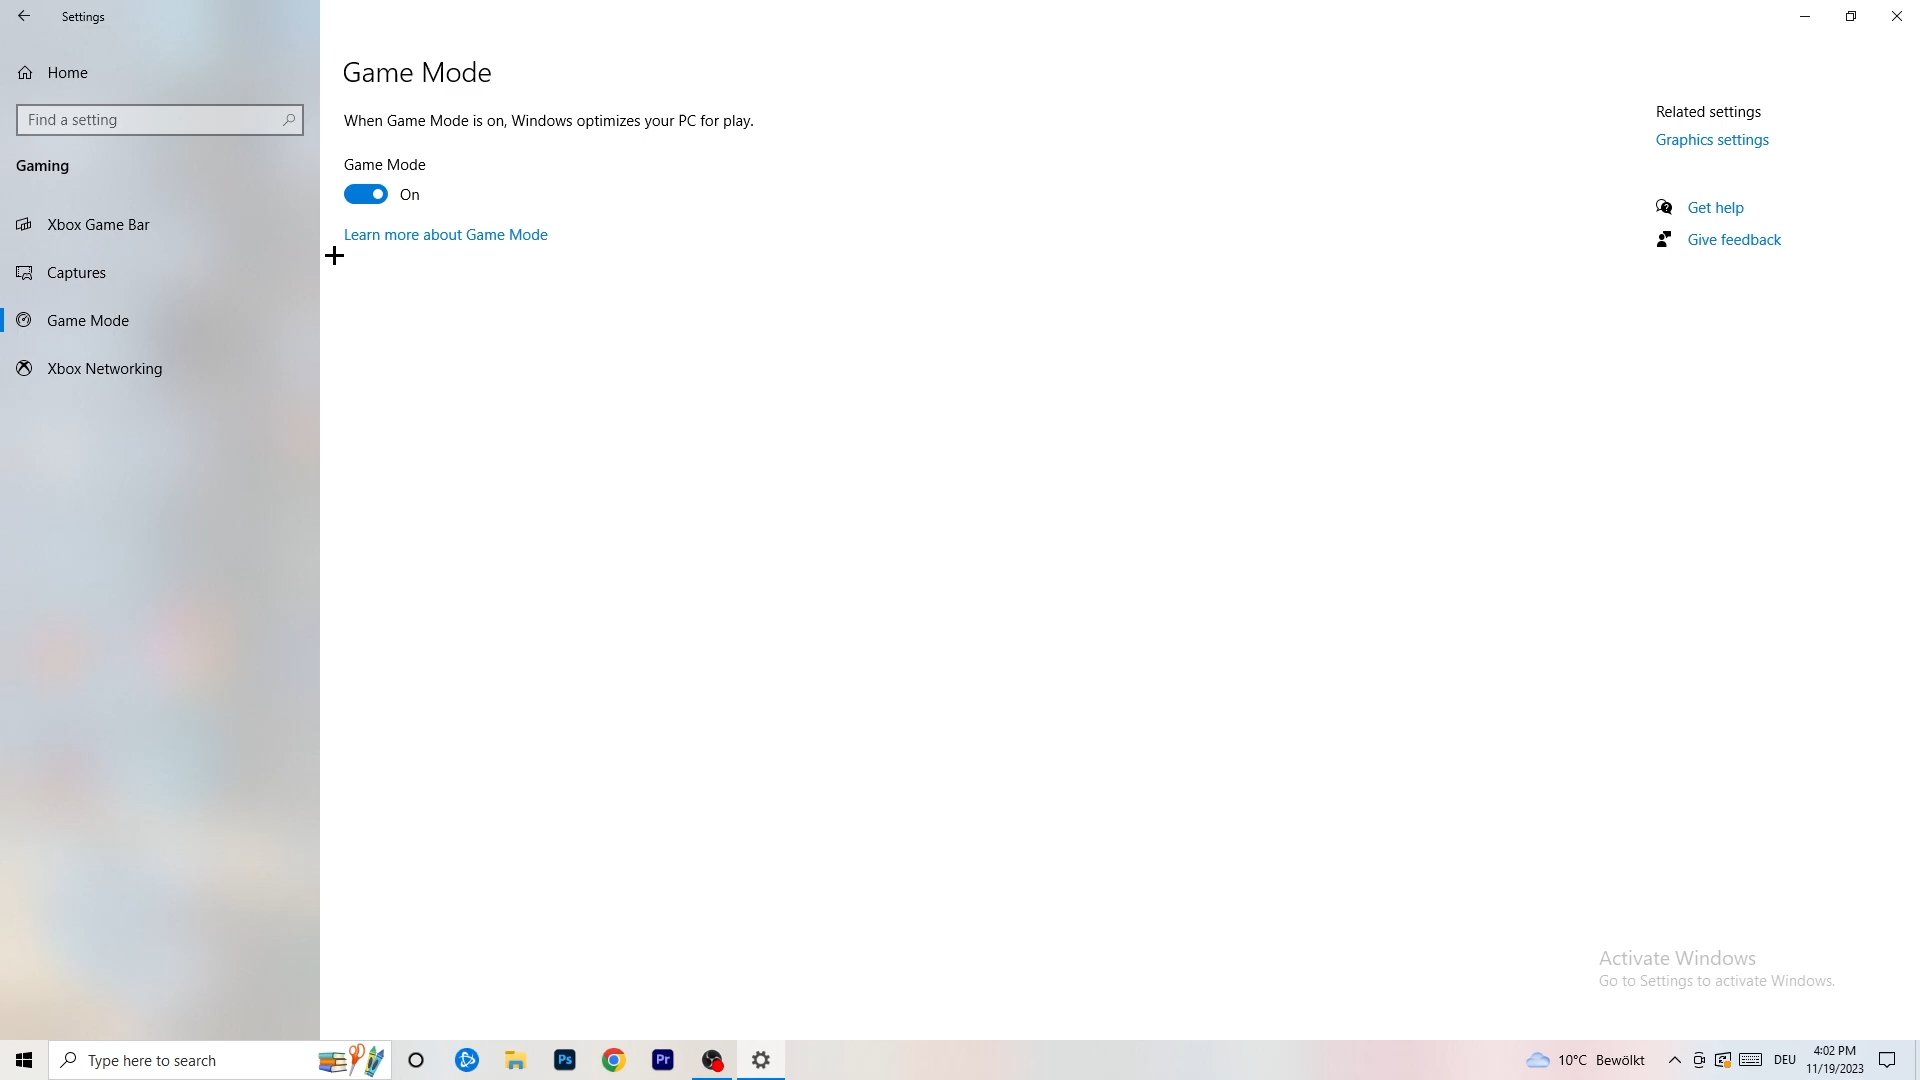 Settings
Home
Find a setting
Gaming
Xbox Game Bar
Captures
Game Mode
Xbox Networking
Game Mode
When Game Mode is on, Windows optimizes your PC for play.
Game Mode
On
Learn more about Game Mode
Related settings
Graphics settings
Get help
Give feedback
Activate Windows
Go to Settings to activate Windows.
Type here to search
Ps
Pr
10°C Bewölkt
DEU
4:02 PM
11/19/2023